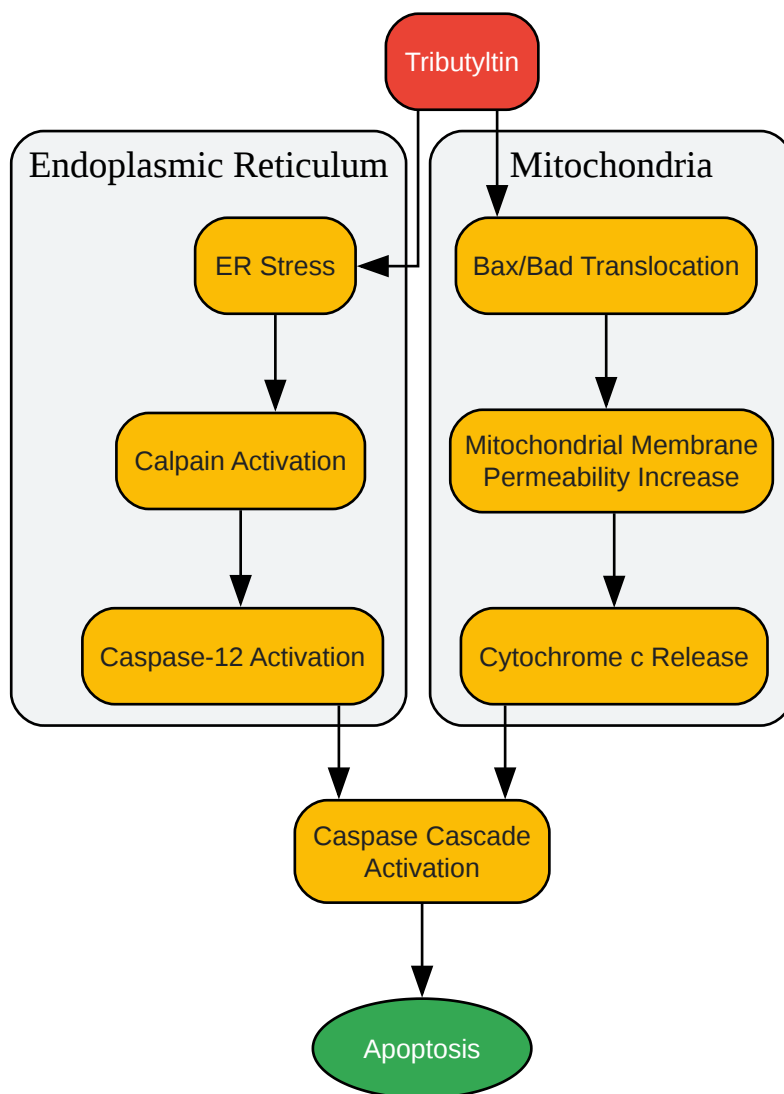 Tributyltin
Endoplasmic Reticulum
Mitochondria
ER Stress
Bax/Bad Translocation
Calpain Activation
Mitochondrial Membrane
Permeability Increase
Caspase-12 Activation
Cytochrome c Release
Caspase Cascade
Activation
Apoptosis